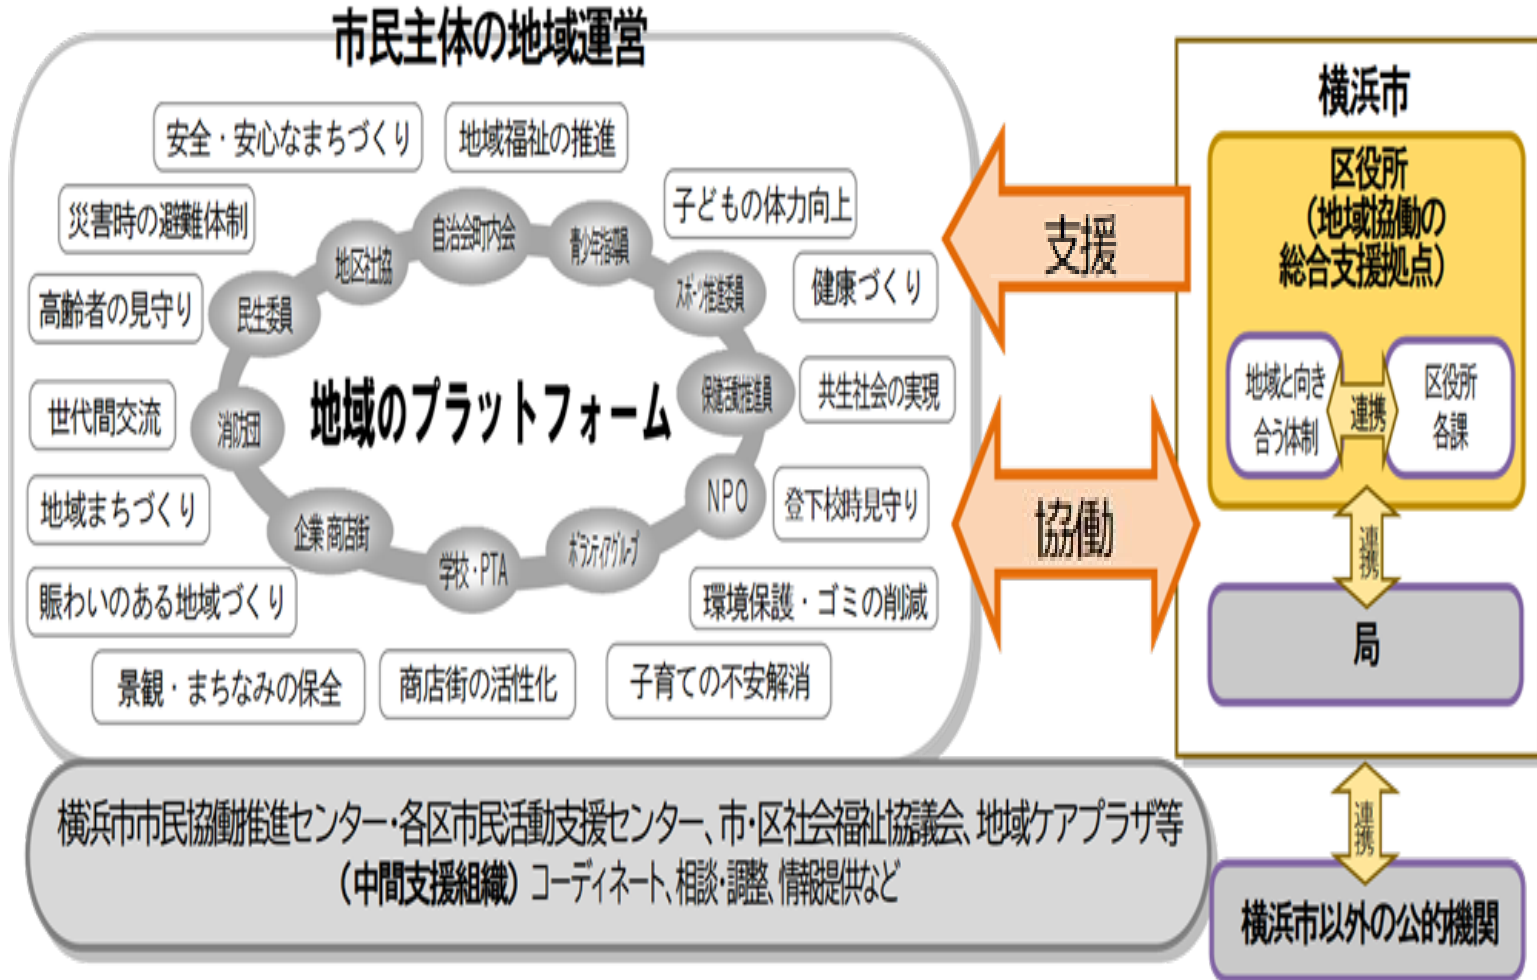 市民主体の地域運営
安全・安心なまちづくり
地域福祉の推進
災害時の避難体制
子どもの体力向上
高齢者の見守り
健康づくり
世代間交流
共生社会の実現
地域まちづくり
登下校時見守り
賑わいのある地域づくり
環境保護・ゴミの削減
景観・まちなみの保全
商店街の活性化
子育ての不安解消
自治会町内会
地区社協
青少年指導員
民生委員
スポーツ推進委員
消防団
保健活動推進員
企業 商店街
NPO
学校・PTA
ボランティアグループ
地域のプラットフォーム
支援
協働
横浜市
区役所
（地域協働の
総合支援拠点）
地域と向き
合う体制
連携
区役所
各課
連携
局
連携
横浜市以外の公的機関
横浜市市民協働推進センター・各区市民活動支援センター、市・区社会福祉協議会、地域ケアプラザ等
（中間支援組織）コーディネート、相談・調整、情報提供など